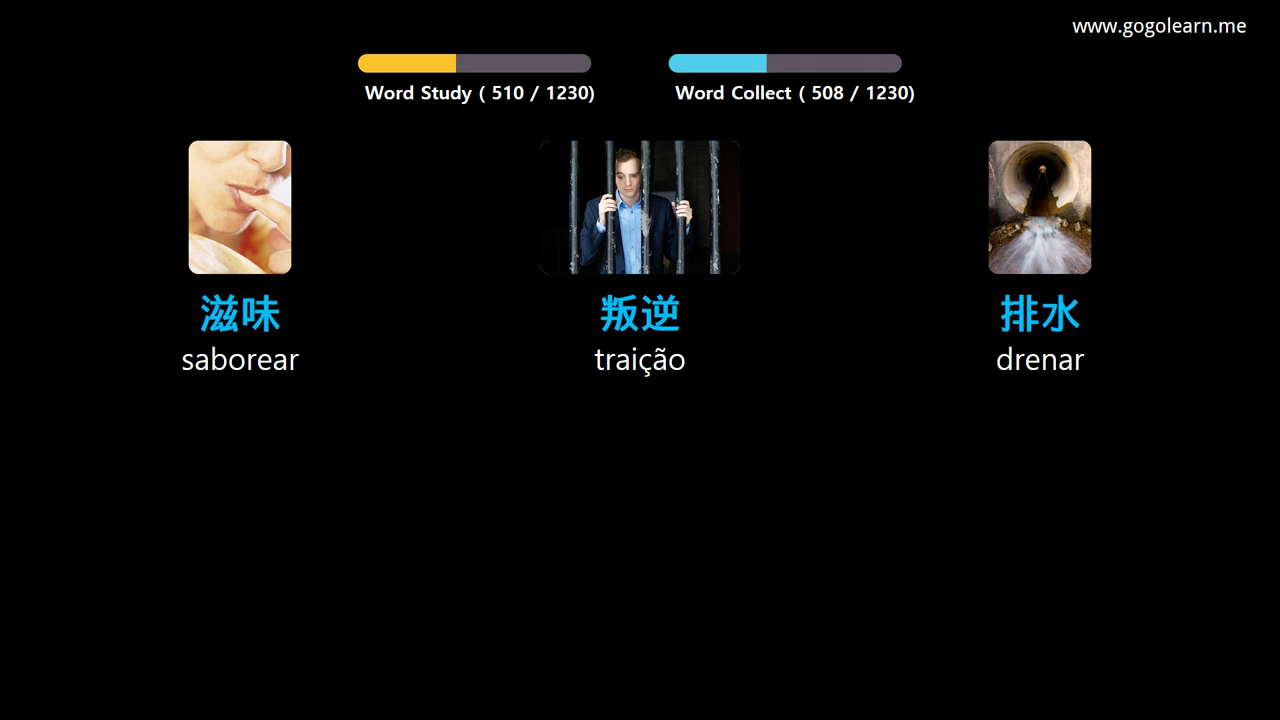 www.gogolearn.me
Word Study ( 510 / 1230)
Word Collect ( 508 / 1230)
滋味
saborear
叛逆
traição
排水
drenar